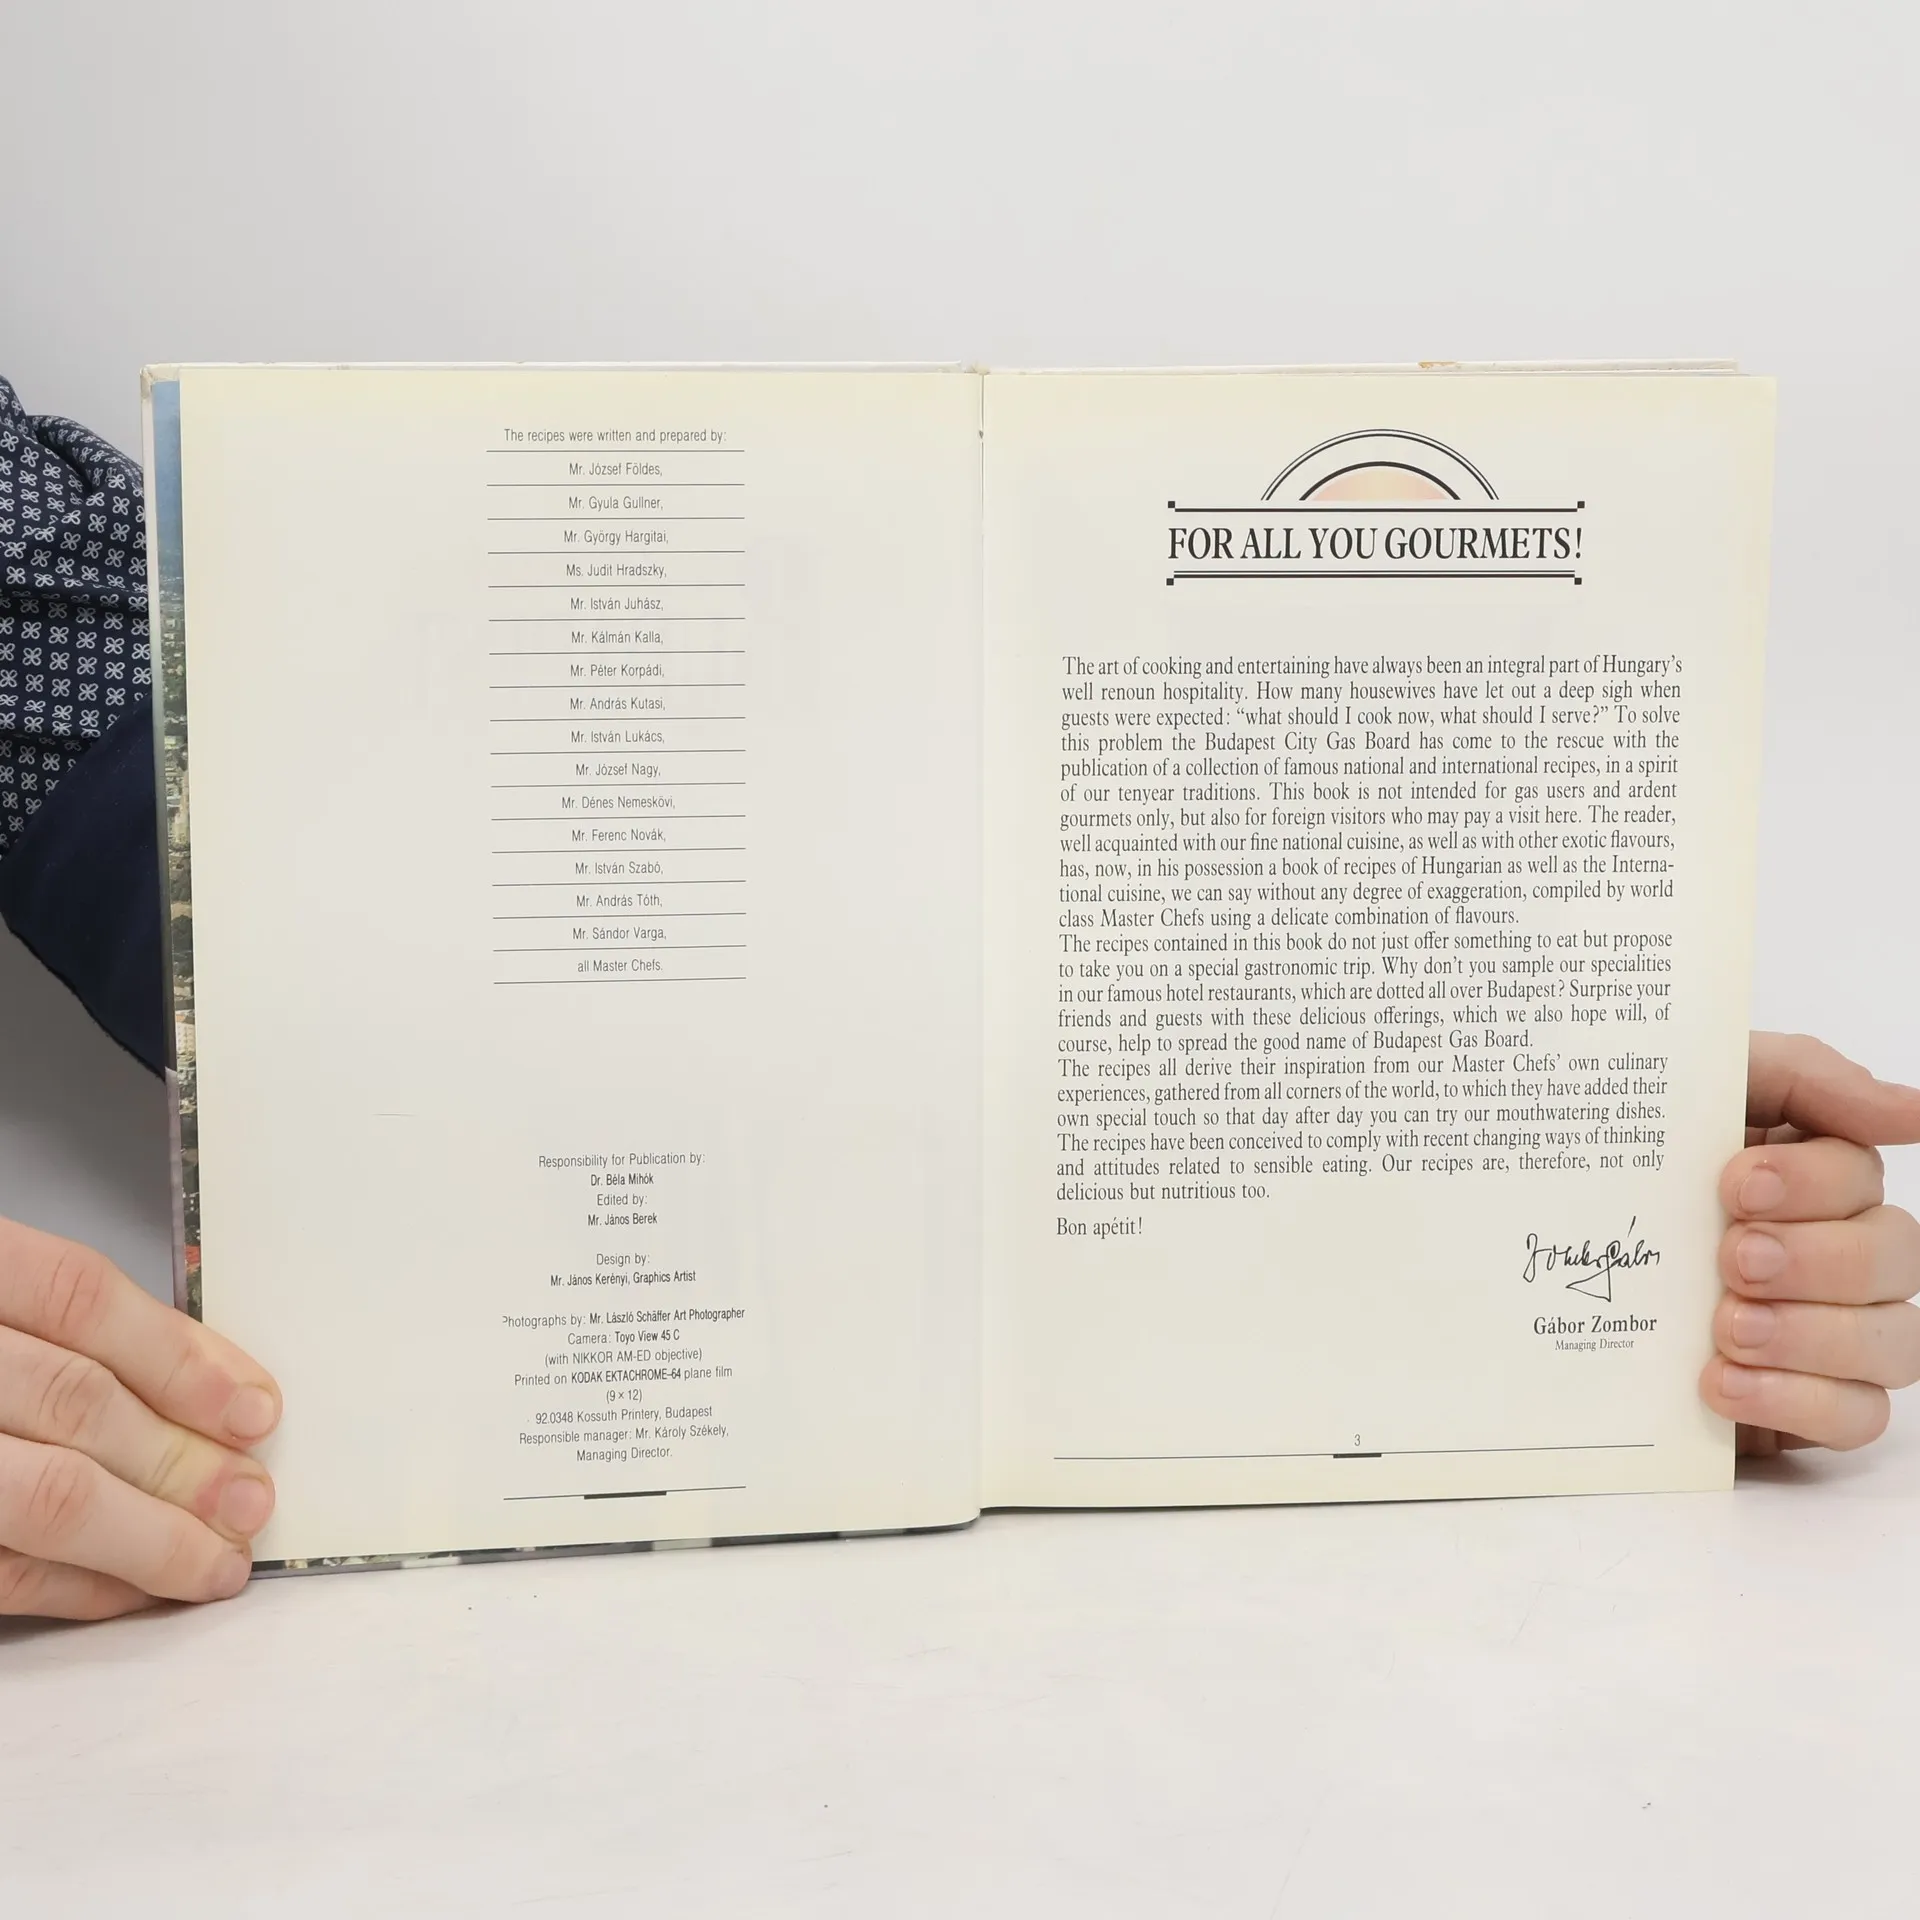 The recipes were written and prepared by:
Mr. József Földes,
Mr. Gyula Gullner,
Mr. György Hargitai,
Ms. Judit Hradszky,
Mr. István Juhász,
Mr. Kálmán Kalla,
Mr. Péter Korpádi,
Mr. András Kutasi,
Mr. István Lukács,
Mr. József Nagy,
Mr. Dénes Nemeskövi,
Mr. Ferenc Novák,
Mr. István Szabó,
Mr. András Tóth,
Mr. Sándor Varga,
all Master Chefs.
Responsibility for Publication by:
Dr. Béla Mihók
Edited by:
Mr. János Berek
Design by:
Mr. János Kerényi, Graphics Artist
Photographs by: Mr. László Schäffer Art Photographer
Camera: Toyo View 45 C
(with NIKKOR AM-ED objective)
Printed on KODAK EKTACHROME–64 plane film
(9 × 12)
92.0348 Kossuth Printery, Budapest
Responsible manager: Mr. Károly Székely,
Managing Director.
FOR ALL YOU GOURMETS!
The art of cooking and entertaining have always been an integral part of Hungary's
well renoun hospitality. How many housewives have let out a deep sigh when
guests were expected: “what should I cook now, what should I serve?” To solve
this problem the Budapest City Gas Board has come to the rescue with the
publication of a collection of famous national and international recipes, in a spirit
of our tenyear traditions. This book is not intended for gas users and ardent
gourmets only, but also for foreign visitors who may pay a visit here. The reader,
well acquainted with our fine national cuisine, as well as with other exotic flavours,
has, now, in his possession a book of recipes of Hungarian as well as the Interna-
tional cuisine, we can say without any degree of exaggeration, compiled by world
class Master Chefs using a delicate combination of flavours.
The recipes contained in this book do not just offer something to eat but propose
to take you on a special gastronomic trip. Why don't you sample our specialities
in our famous hotel restaurants, which are dotted all over Budapest? Surprise your
friends and guests with these delicious offerings, which we also hope will, of
course, help to spread the good name of Budapest Gas Board.
The recipes all derive their inspiration from our Master Chefs' own culinary
experiences, gathered from all corners of the world, to which they have added their
own special touch so that day after day you can try our mouthwatering dishes.
The recipes have been conceived to comply with recent changing ways of thinking
and attitudes related to sensible eating. Our recipes are, therefore, not only
delicious but nutritious too.
Bon apétit!
Zombor Gábor
Gábor Zombor
Managing Director
3